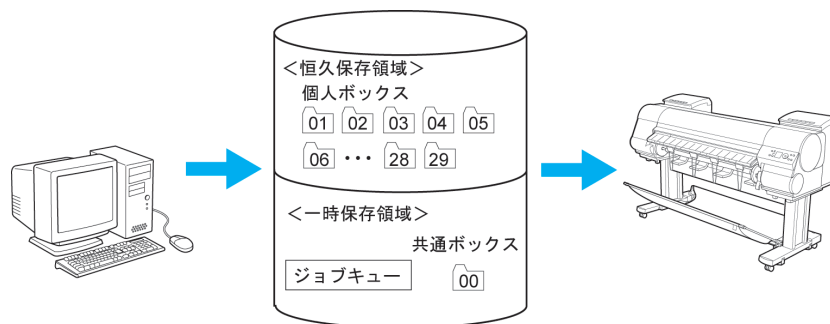 ＜恒久保存領域＞
個人ボックス
01 02 03 04 05
06 ･･･ 28 29
＜一時保存領域＞
共通ボックス
ジョブキュー 00